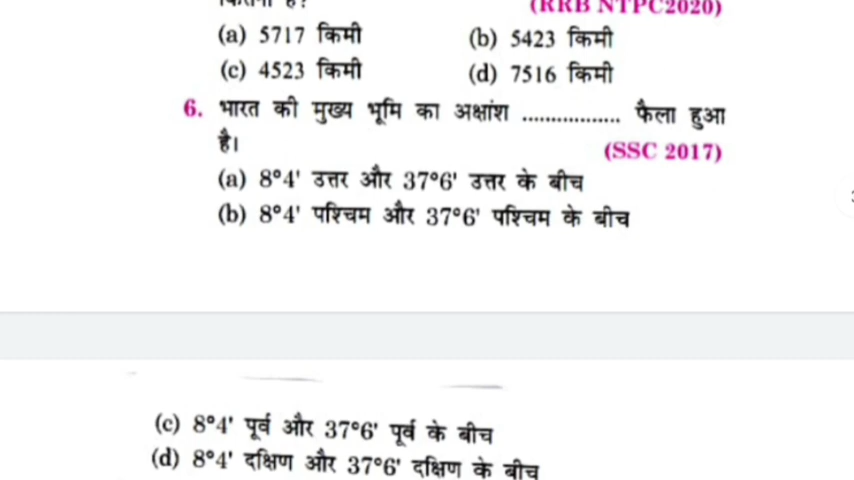 (RRB NTPC2020)
(a) 5717 किमी (b) 5423 किमी
(c) 4523 किमी (d) 7516 किमी
6. भारत की मुख्य भूमि का अक्षांश ................. फैला हुआ
है। (SSC 2017)
(a) 8°4' उत्तर और 37°6' उत्तर के बीच
(b) 8°4' पश्चिम और 37°6' पश्चिम के बीच
(c) 8°4' पूर्व और 37°6' पूर्व के बीच
(d) 8°4' दक्षिण और 37°6' दक्षिण के बीच